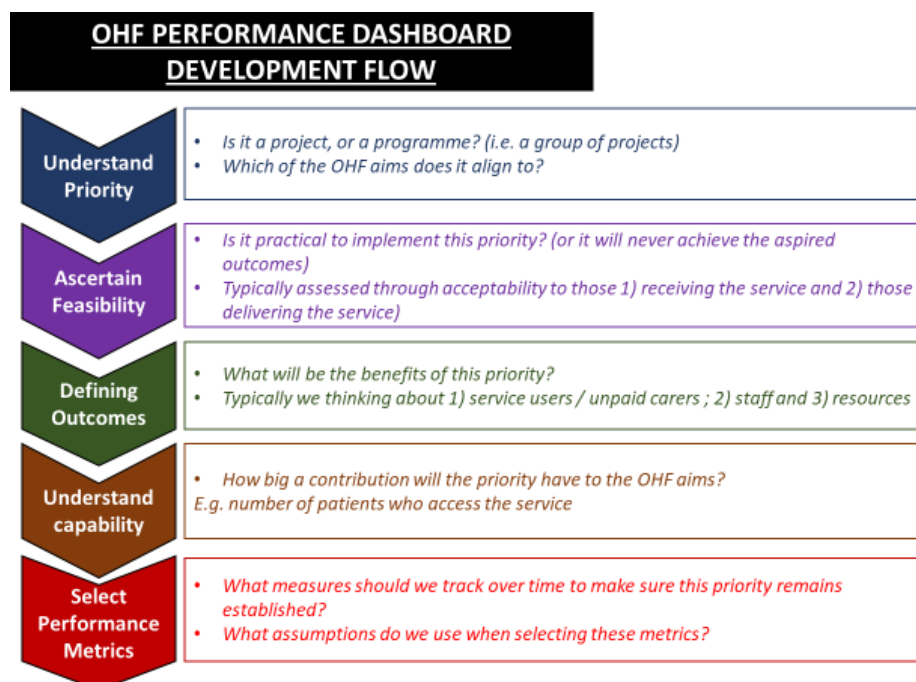 OHF PERFORMANCE DASHBOARD
DEVELOPMENT FLOW
Understand
Priority
• Is it a project, or a programme? (i.e. a group of projects)
• Which of the OHF aims does it align to?
Ascertain
Feasibility
• Is it practical to implement this priority? (or it will never achieve the aspired
outcomes)
• Typically assessed through acceptability to those 1) receiving the service and 2) those
delivering the service)
Defining
Outcomes
• What will be the benefits of this priority?
• Typically we thinking about 1) service users / unpaid carers ; 2) staff and 3) resources
Understand
capability
• How big a contribution will the priority have to the OHF aims?
E.g. number of patients who access the service
Select
Performance
Metrics
• What measures should we track over time to make sure this priority remains
established?
• What assumptions do we use when selecting these metrics?